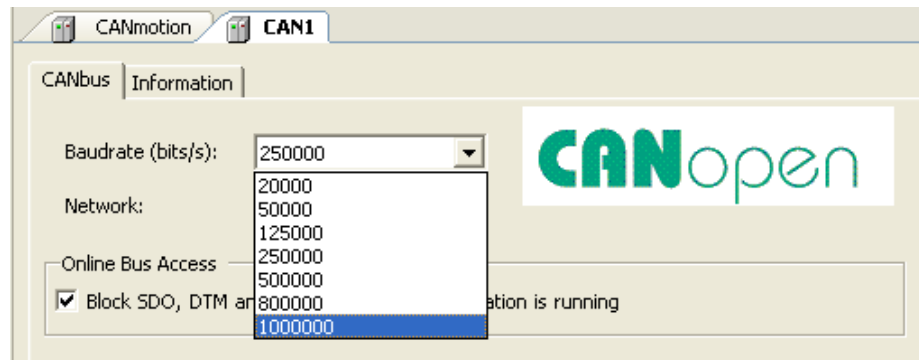 CANmotion CAN1
CANbus Information
Baudrate (bits/s): 250000
CANopen
20000
Network: 50000
125000
250000
Online Bus Access
500000
Block SDO, DTM ation is running
800000
1000000